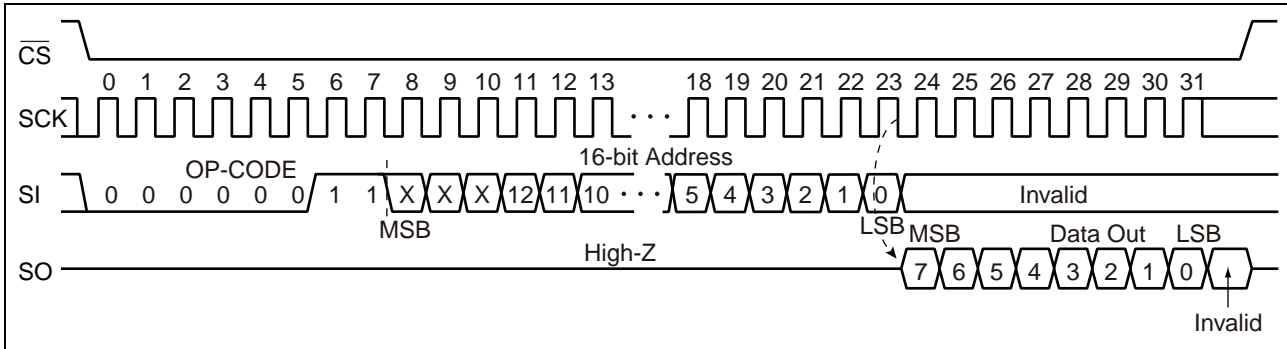 CS
0 1 2 3 4 5 6 7 8 9 10 11 12 13 18 19 20 21 22 23 24 25 26 27 28 29 30 31
SCK
···
OP-CODE
16-bit Address
SI
0 0 0 0 0 0 1 1 X X X 12 11 10 ··· 5 4 3 2 1 0 Invalid
MSB
LSB
High-Z
MSB
Data Out
LSB
SO
7 6 5 4 3 2 1 0
Invalid